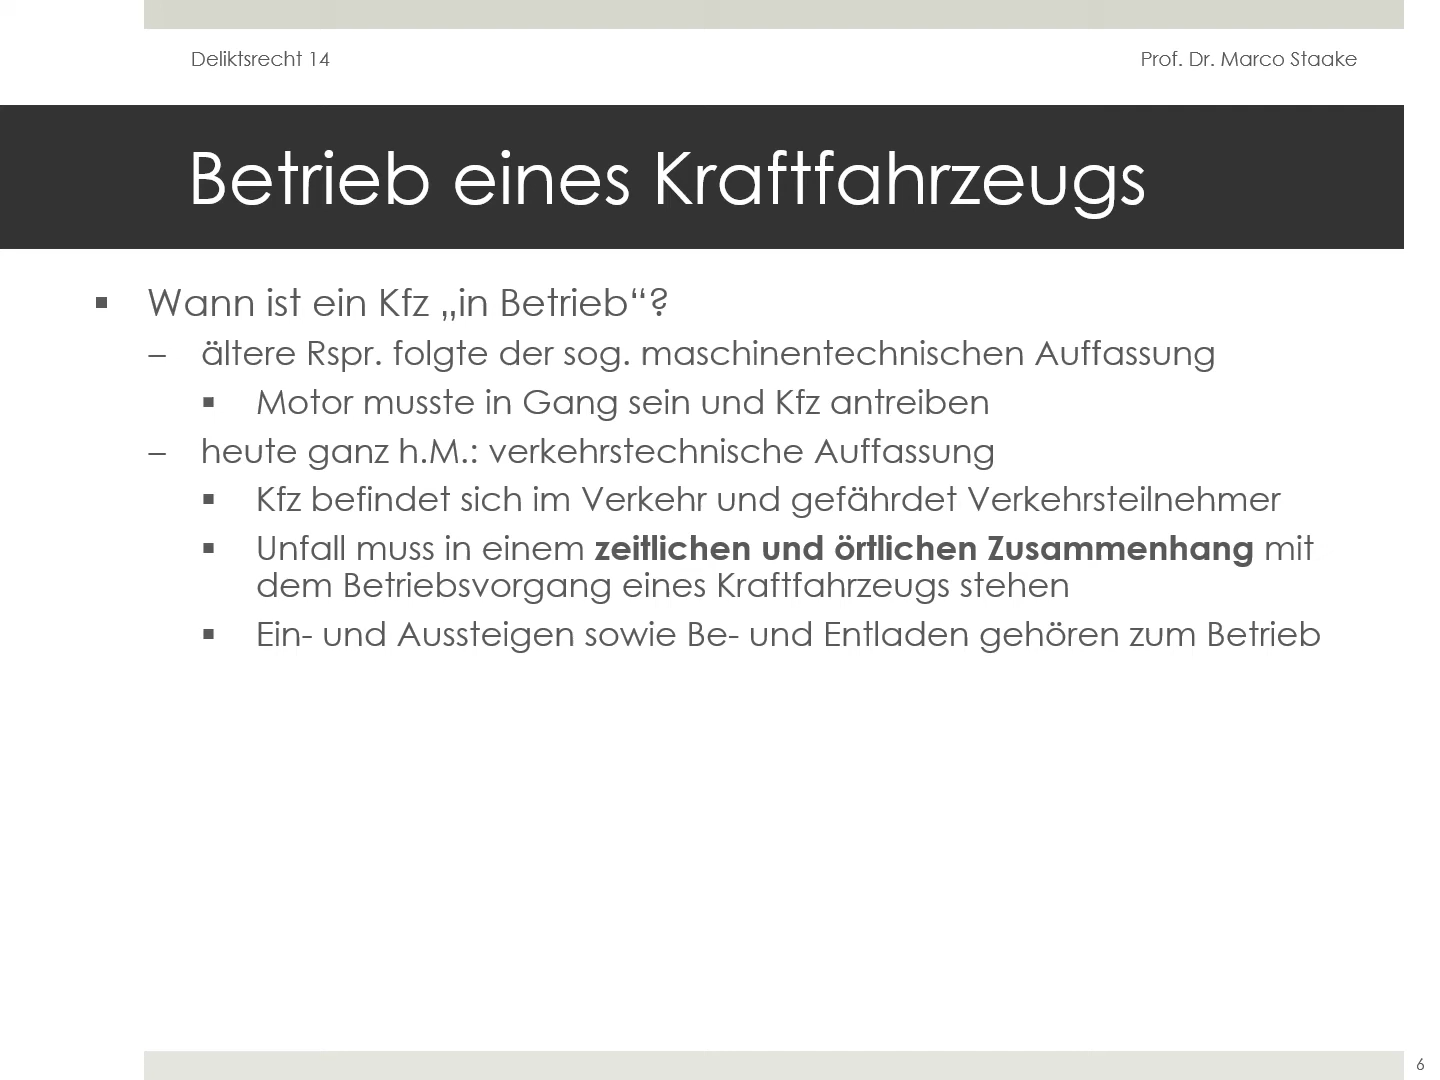 Deliktsrecht 14
Prof. Dr. Marco Staake
Betrieb eines Kraftfahrzeugs
▪ Wann ist ein Kfz „in Betrieb“?
– ältere Rspr. folgte der sog. maschinentechnischen Auffassung
▪ Motor musste in Gang sein und Kfz antreiben
– heute ganz h.M.: verkehrstechnische Auffassung
▪ Kfz befindet sich im Verkehr und gefährdet Verkehrsteilnehmer
▪ Unfall muss in einem zeitlichen und örtlichen Zusammenhang mit
dem Betriebsvorgang eines Kraftfahrzeugs stehen
▪ Ein- und Aussteigen sowie Be- und Entladen gehören zum Betrieb
6